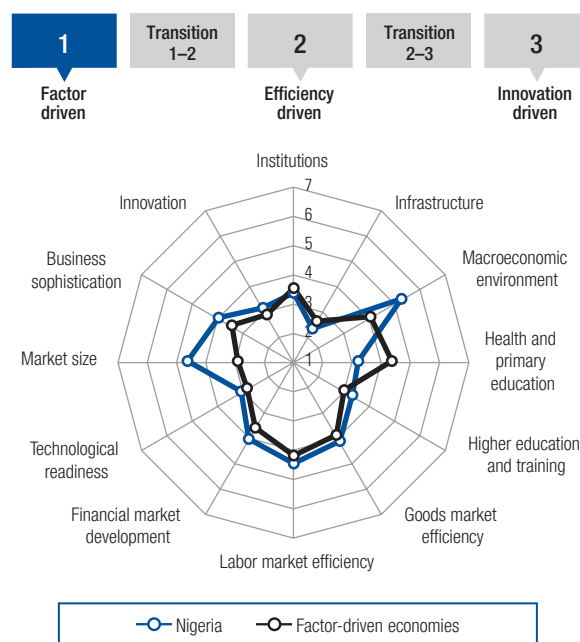 1
Transition
1–2
2
Transition
2–3
3
Factor
driven
Efficiency
driven
Innovation
driven
Institutions
7
6
5
4
3
2
1
Infrastructure
Macroeconomic
environment
Health and
primary
education
Higher education
and training
Goods market
efficiency
Labor market efficiency
Financial market
development
Technological
readiness
Market size
Business
sophistication
Innovation
Nigeria
Factor-driven economies